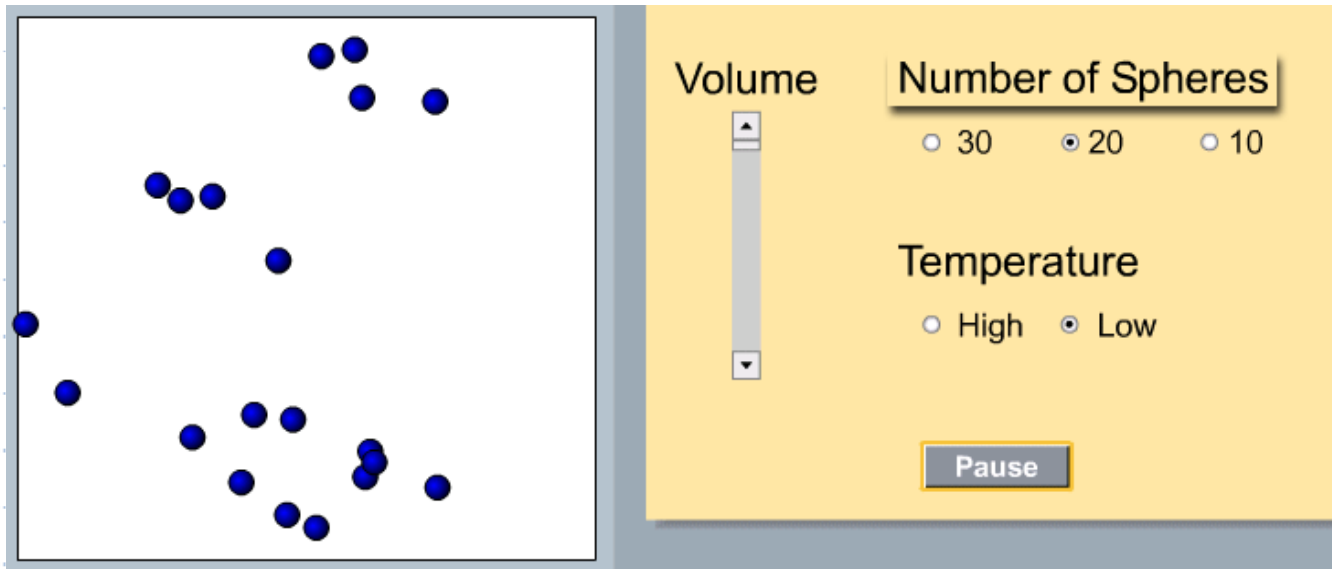 Volume
Number of Spheres
30 20 10
Temperature
High Low
Pause